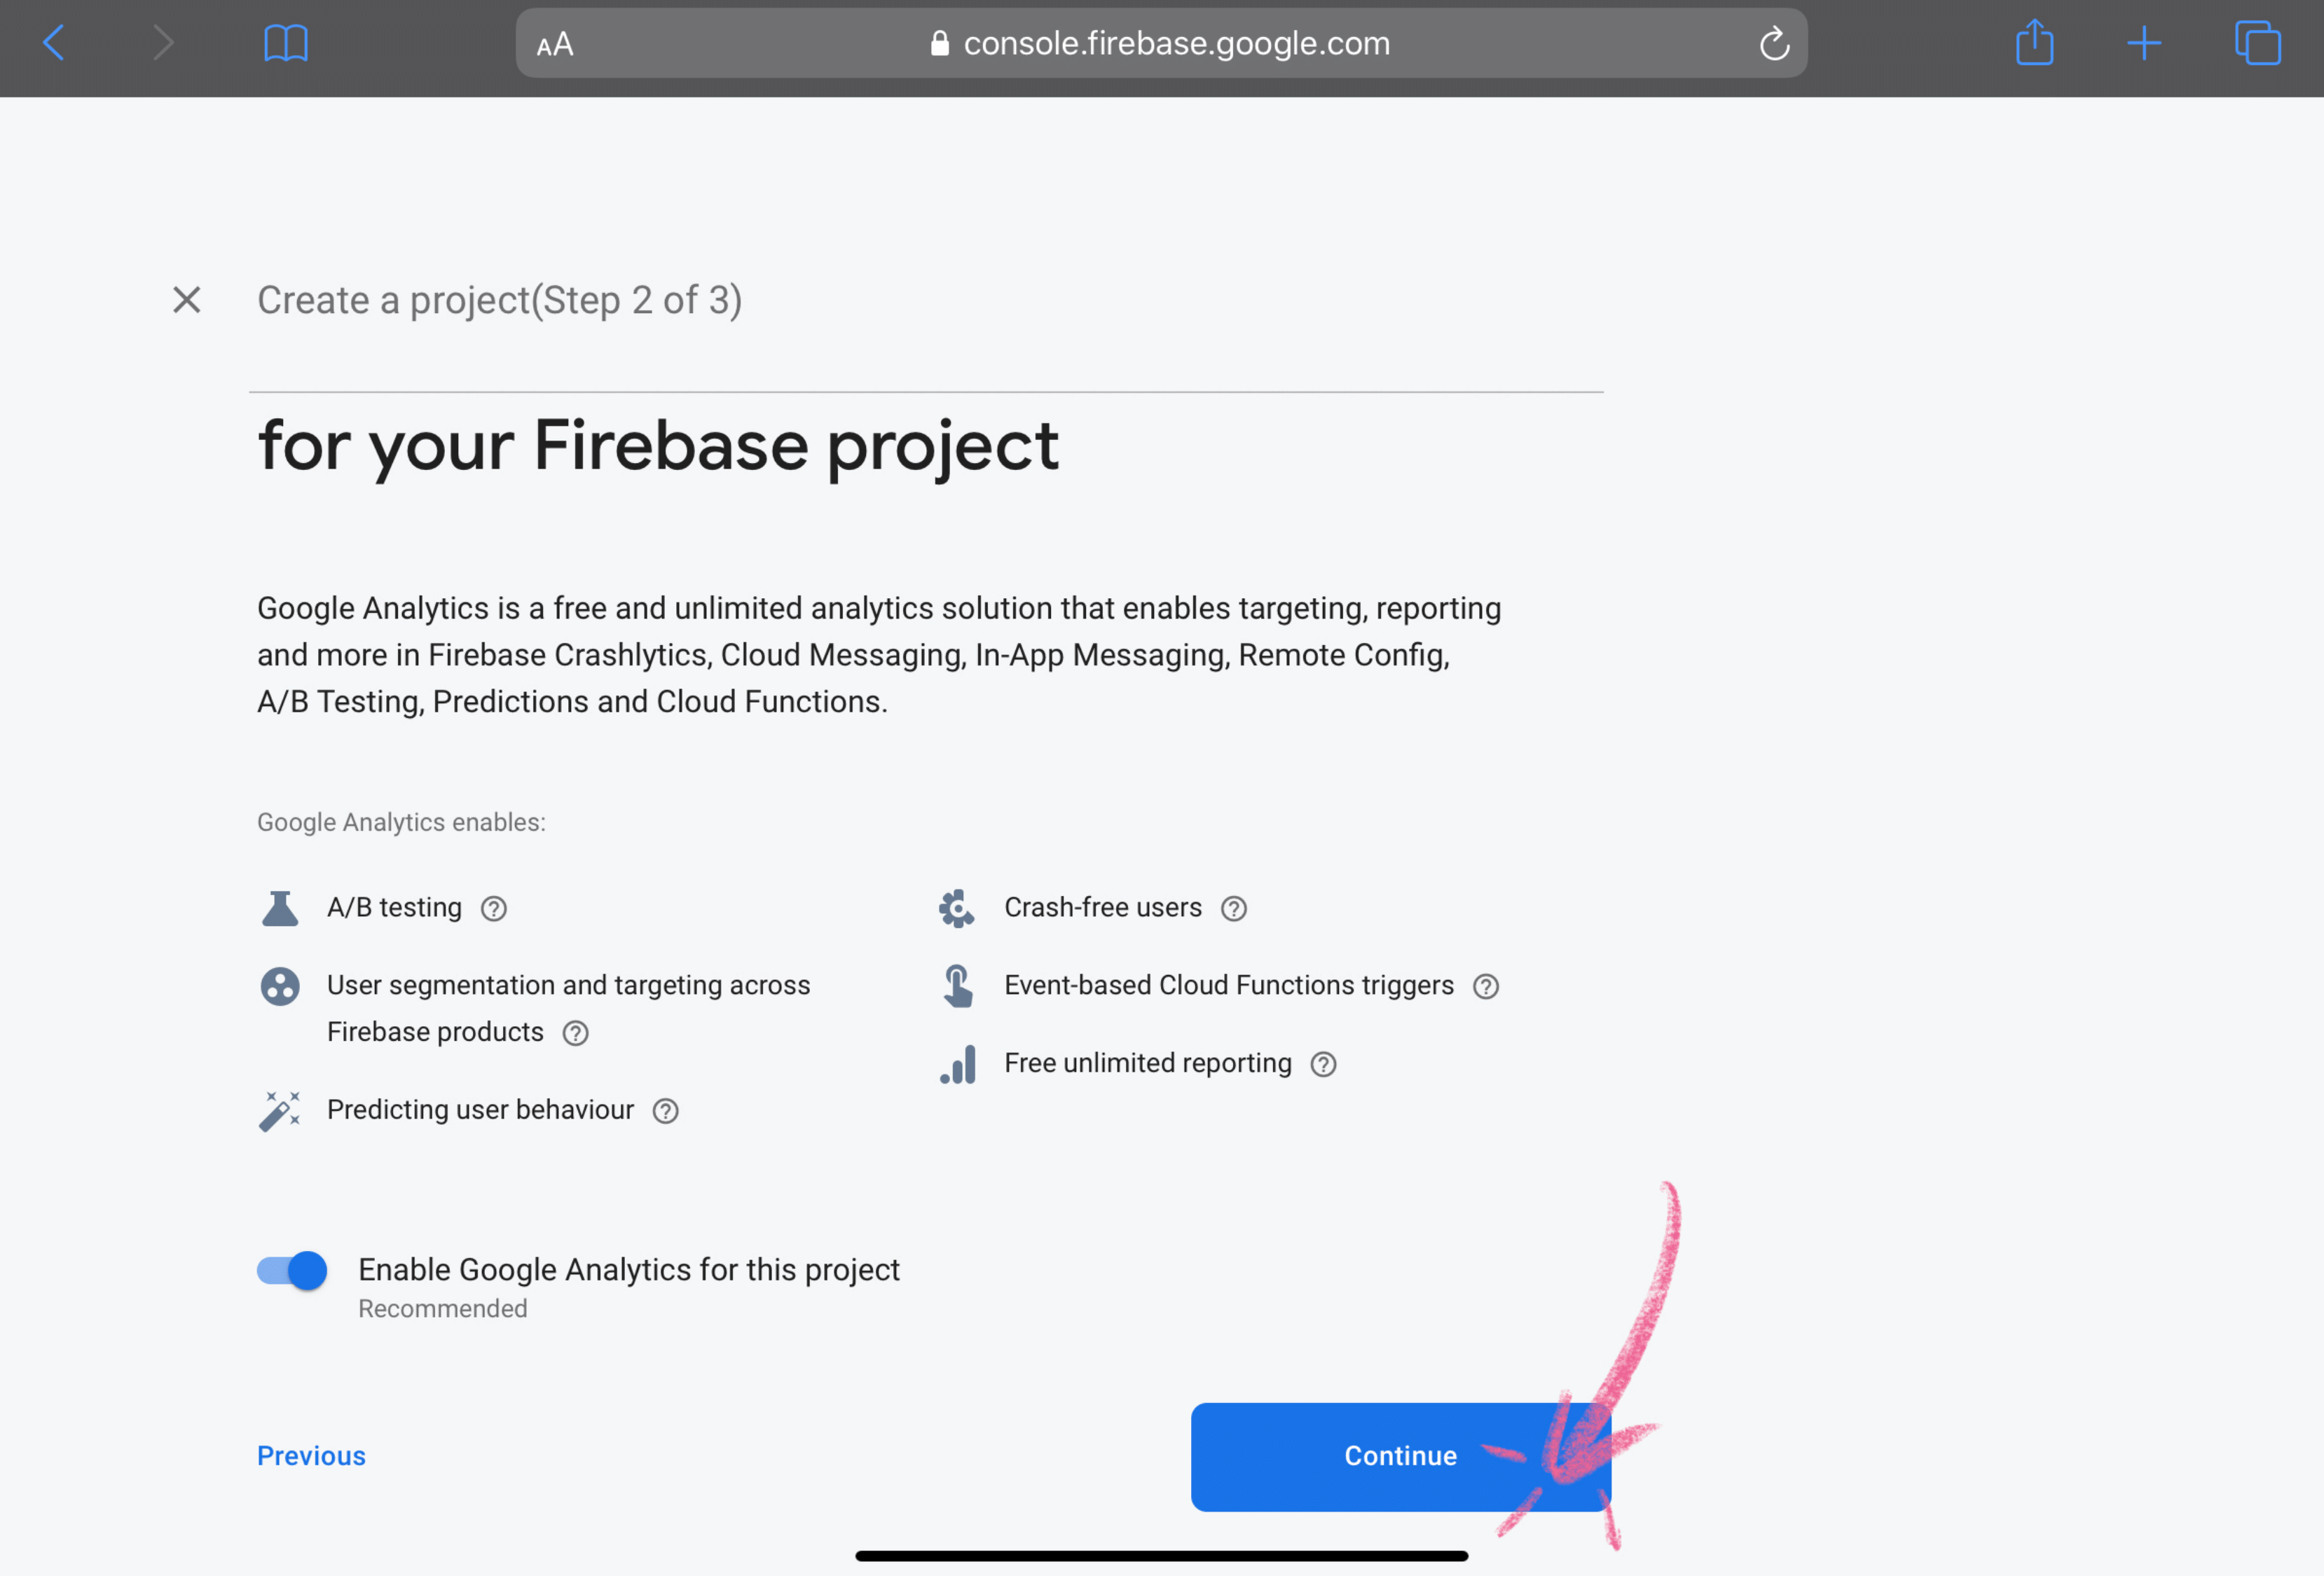 AA
console.firebase.google.com
Create a project(Step 2 of 3)
for your Firebase project
Google Analytics is a free and unlimited analytics solution that enables targeting, reporting
and more in Firebase Crashlytics, Cloud Messaging, In-App Messaging, Remote Config,
A/B Testing, Predictions and Cloud Functions.
Google Analytics enables:
A/B testing
User segmentation and targeting across
Firebase products
Predicting user behaviour
Crash-free users
Event-based Cloud Functions triggers
Free unlimited reporting
Enable Google Analytics for this project
Recommended
Previous
Continue